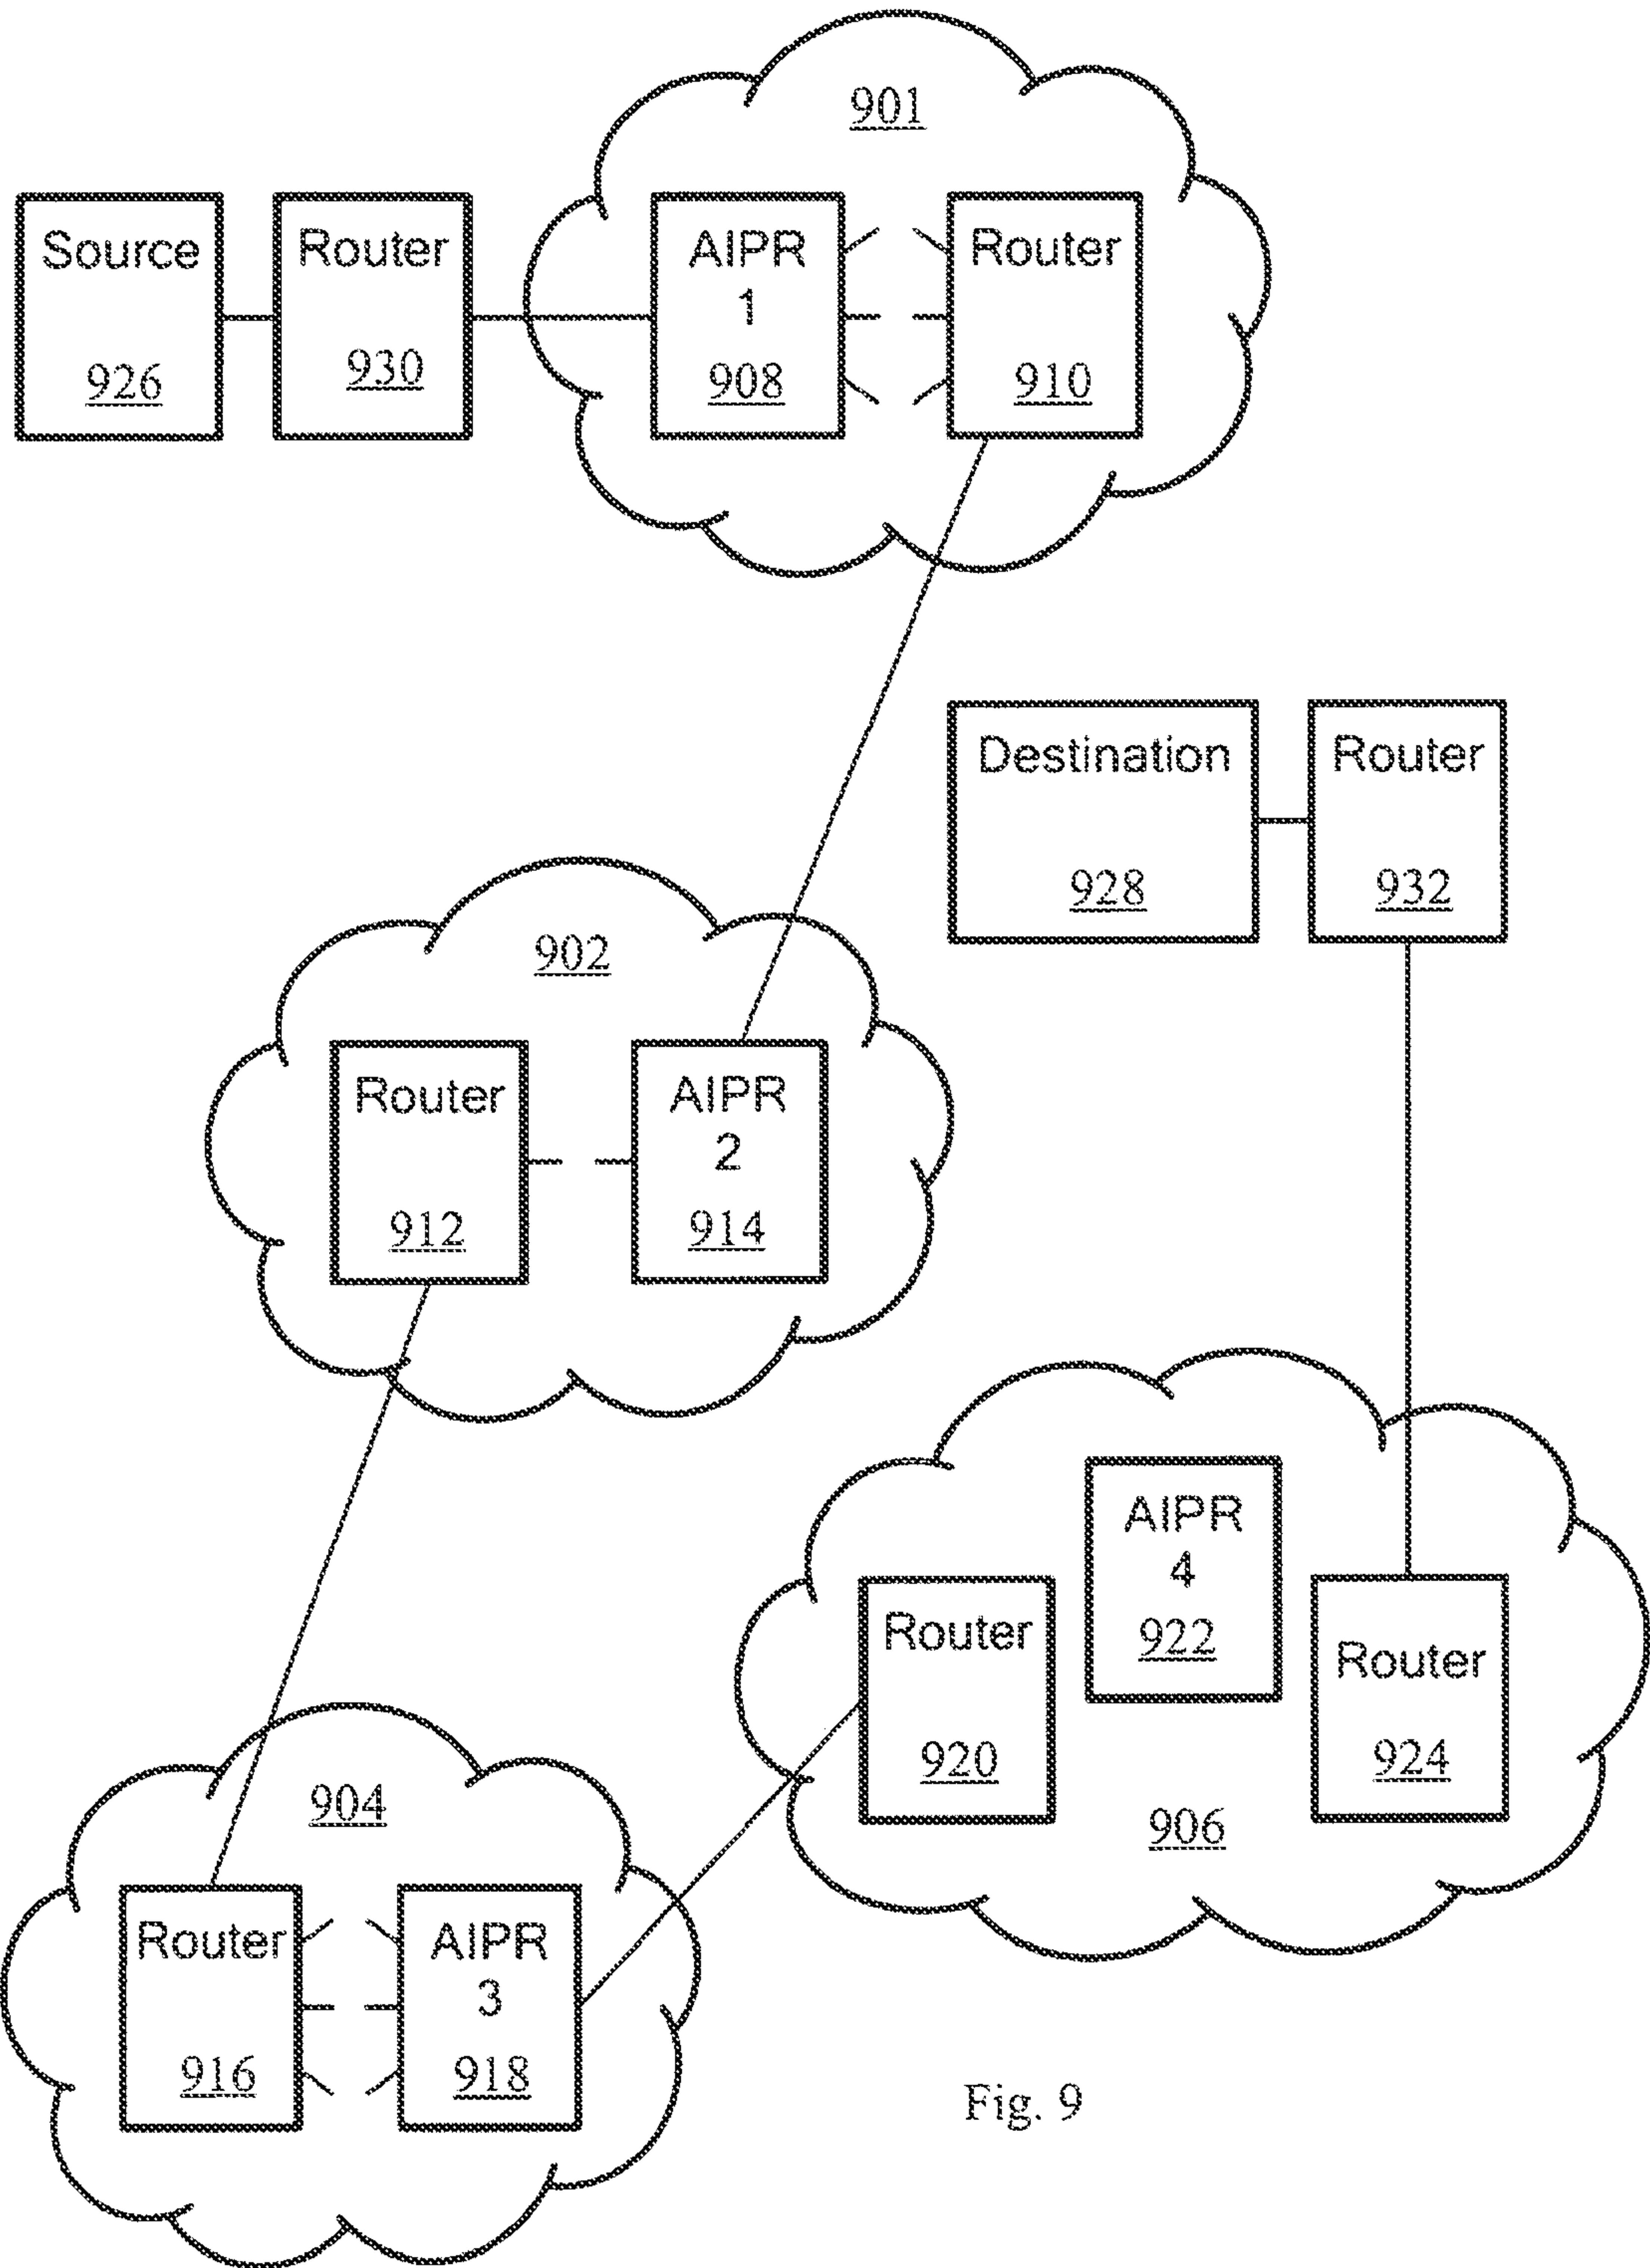 901
Source
926
Router
930
AIPR
1
908
Router
910
Destination
928
Router
932
902
Router
912
AIPR
2
914
AIPR
4
922
Router
920
Router
924
906
904
Router
916
AIPR
3
918
Fig. 9